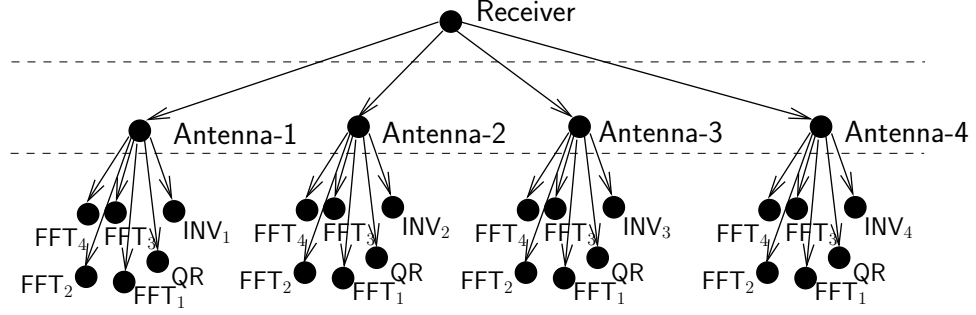 Receiver
Antenna-1 Antenna-2 Antenna-3 Antenna-4
FFT₄ FFT₃ INV₁ FFT₄ FFT₃ INV₂ FFT₄ FFT₃ INV₃ FFT₄ FFT₃ INV₄
FFT₂ FFT₁ QR FFT₂ FFT₁ QR FFT₂ FFT₁ QR FFT₂ FFT₁ QR